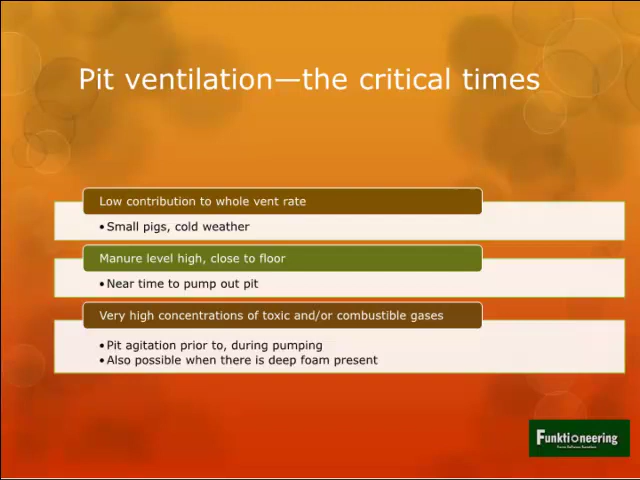 Pit ventilation—the critical times
Low contribution to whole vent rate
•Small pigs, cold weather
Manure level high, close to floor
•Near time to pump out pit
Very high concentrations of toxic and/or combustible gases
•Pit agitation prior to, during pumping
•Also possible when there is deep foam present
Funktioneering